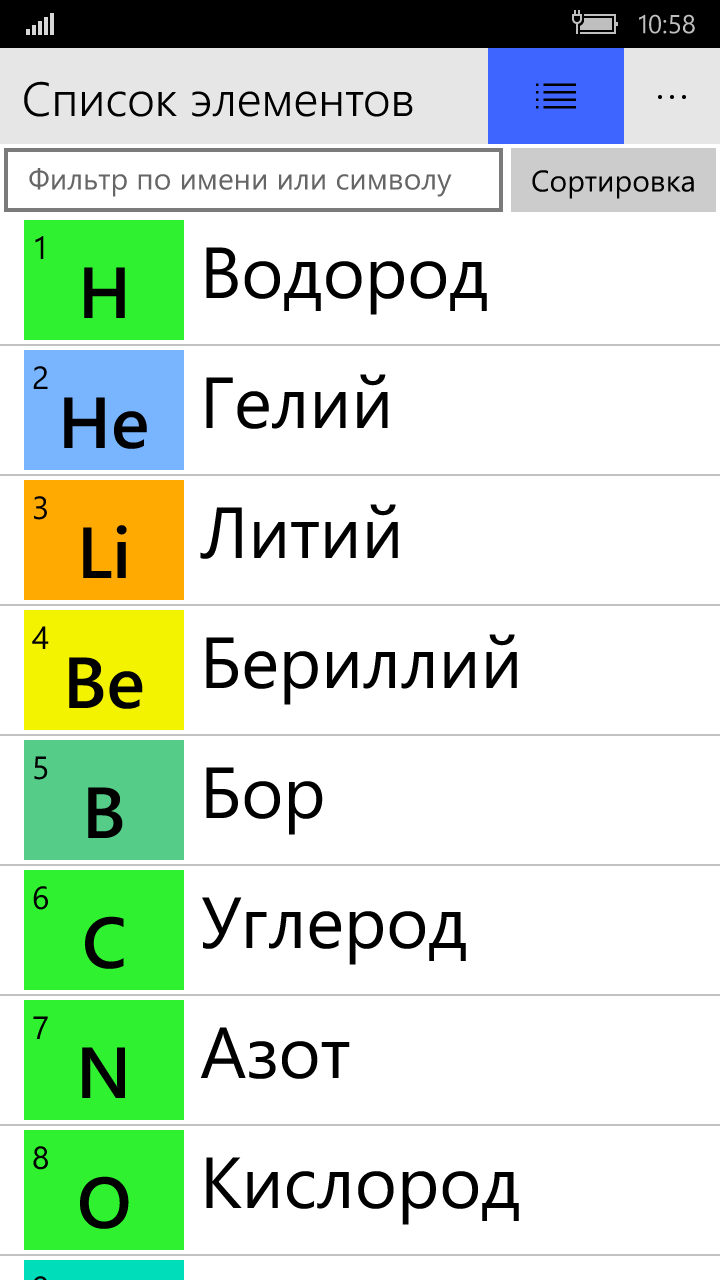 10:58
Список элементов
Фильтр по имени или символу
Сортировка
1
H
Водород
2
He
Гелий
3
Li
Литий
4
Be
Бериллий
5
B
Бор
6
C
Углерод
7
N
Азот
8
O
Кислород